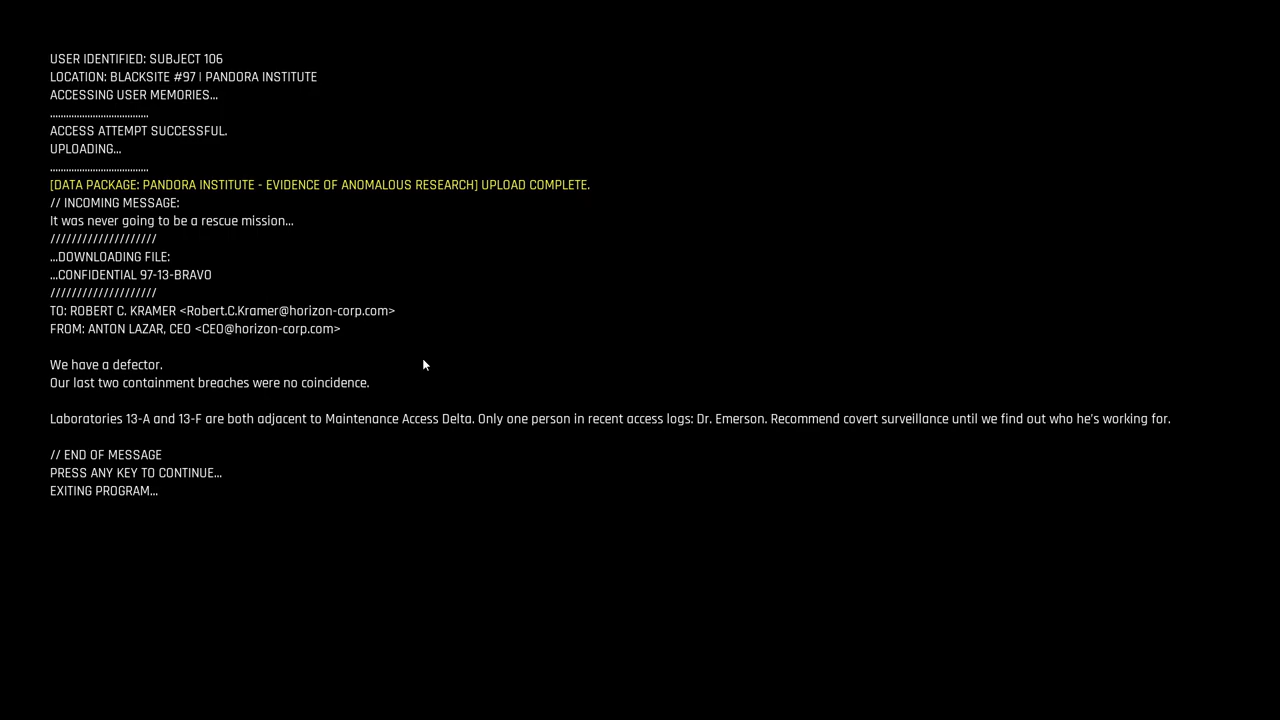 USER IDENTIFIED: SUBJECT 106
LOCATION: BLACKSITE #97 | PANDORA INSTITUTE
ACCESSING USER MEMORIES...
.....................................
ACCESS ATTEMPT SUCCESSFUL.
UPLOADING...
.....................................
[DATA PACKAGE: PANDORA INSTITUTE - EVIDENCE OF ANOMALOUS RESEARCH] UPLOAD COMPLETE.
// INCOMING MESSAGE:
It was never going to be a rescue mission...
////////////////////
...DOWNLOADING FILE:
...CONFIDENTIAL 97-13-BRAVO
////////////////////
TO: ROBERT C. KRAMER <Robert.C.Kramer@horizon-corp.com>
FROM: ANTON LAZAR, CEO <CEO@horizon-corp.com>
We have a defector.
Our last two containment breaches were no coincidence.
Laboratories 13-A and 13-F are both adjacent to Maintenance Access Delta. Only one person in recent access logs: Dr. Emerson. Recommend covert surveillance until we find out who he's working for.
// END OF MESSAGE
PRESS ANY KEY TO CONTINUE...
EXITING PROGRAM...